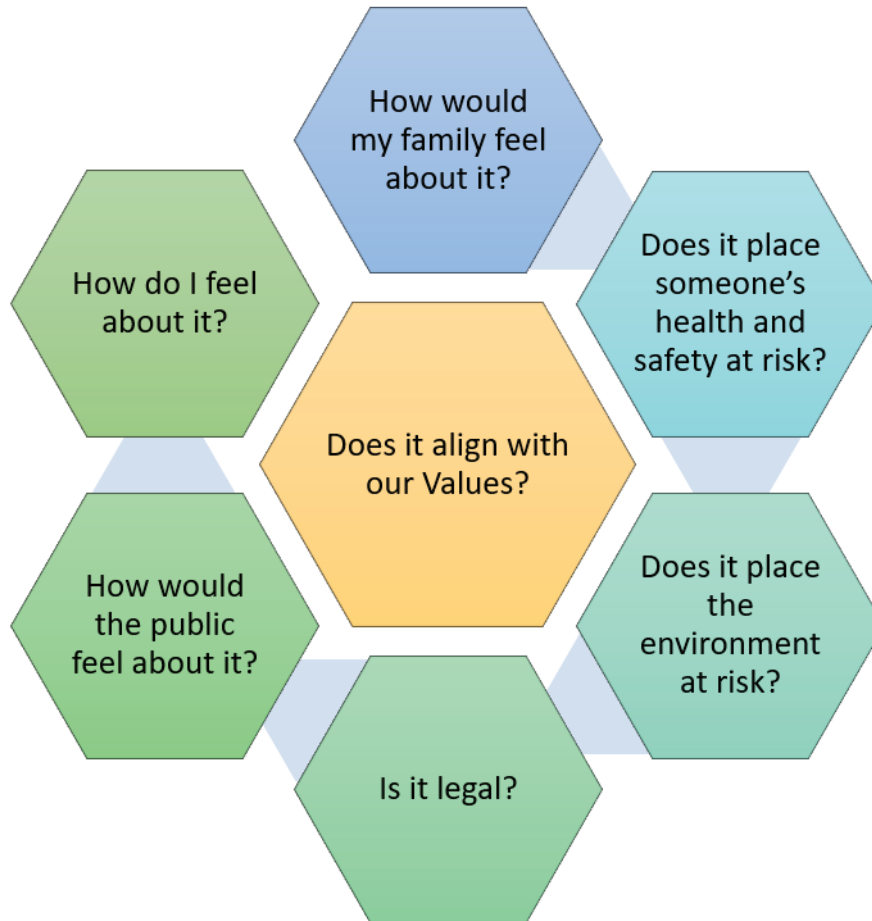 How would
my family feel
about it?
Does it place
someone’s
health and
safety at risk?
Does it place
the
environment
at risk?
Is it legal?
How would
the public
feel about it?
How do I feel
about it?
Does it align with
our Values?